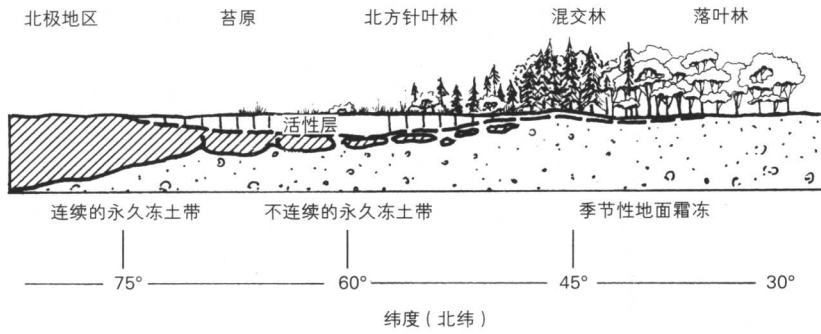 北极地区 苔原 北方针叶林 混交林 落叶林
活性层
连续的永久冻土带 不连续的永久冻土带 季节性地面霜冻
75° 60° 45° 30°
纬度（北纬）